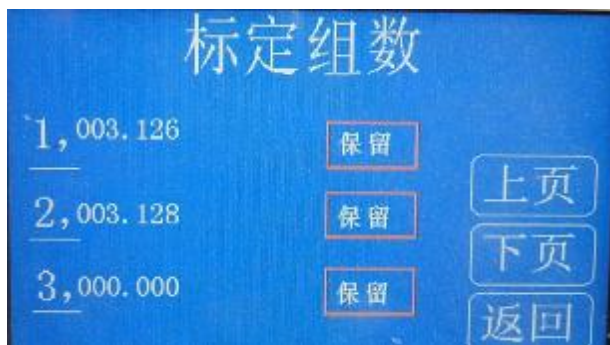 标定组数
1,003.126 保留
2,003.128 保留
3,000.000 保留
上页
下页
返回